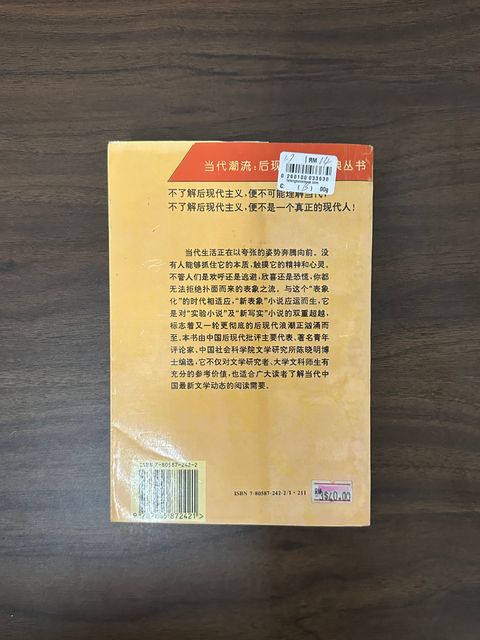 当代潮流：后现 丛书
RM 14
0 200100 033030
00g
不了解后现代主义，便不可能理解当代！
不了解后现代主义，便不是一个真正的现代人！
当代生活正在以夸张的姿势奔腾向前。没
有人能够抓住它的本质、触摸它的精神和心灵。
不管人们是欢呼还是逃避、欣喜还是恐慌，你都
无法拒绝扑面而来的表象之流。与这个“表象
化”的时代相适应，“新表象”小说应运而生，它
是对“实验小说”及“新写实”小说的双重超越，
标志着又一轮更彻底的后现代浪潮正汹涌而
至。本书由中国后现代批评主要代表、著名青年
评论家、中国社会科学院文学研究所陈晓明博
士编选，它不仅对文学研究者、大学文科师生有
充分的参考价值，也适合广大读者了解当代中
国最新文学动态的阅读需要。
ISBN 7-80587-242-2
872421>
ISBN 7-80587-242-2/I·211
RM